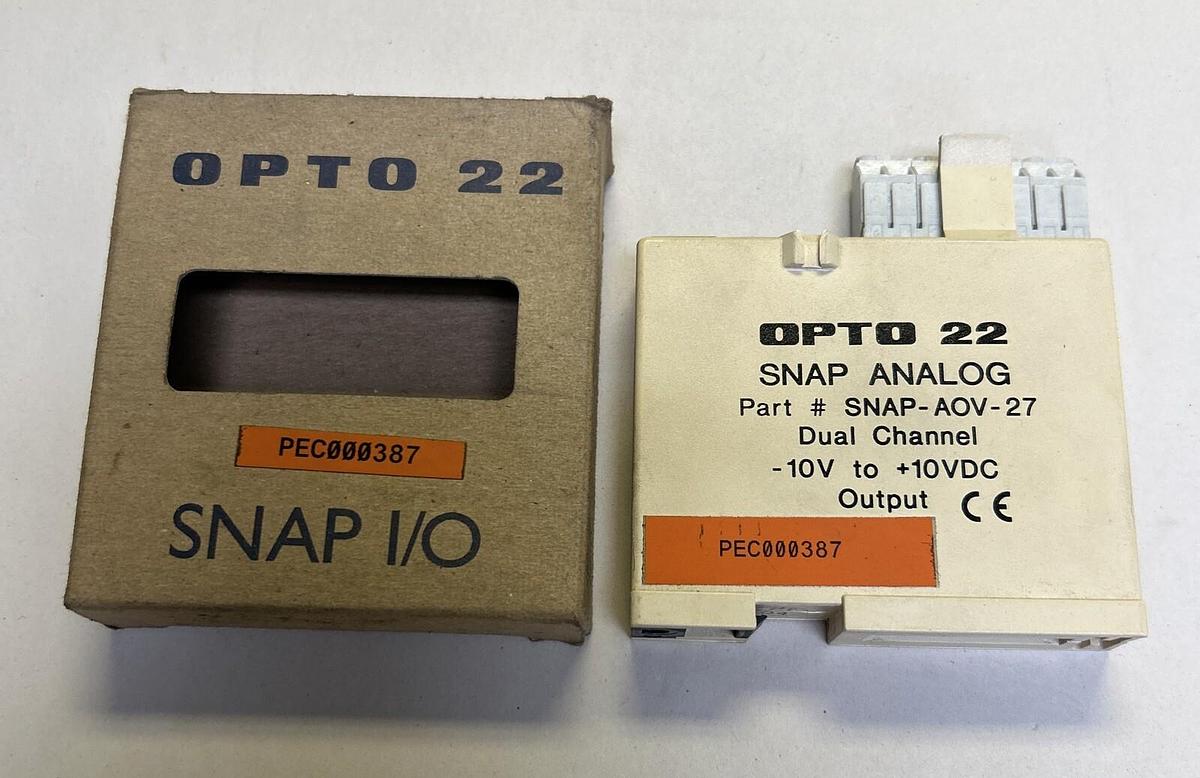 OPTO 22
PEC000387
SNAP I/O
OPTO 22
SNAP ANALOG
Part # SNAP-AOV-27
Dual Channel
-10V to +10VDC
Output CE
PEC000387